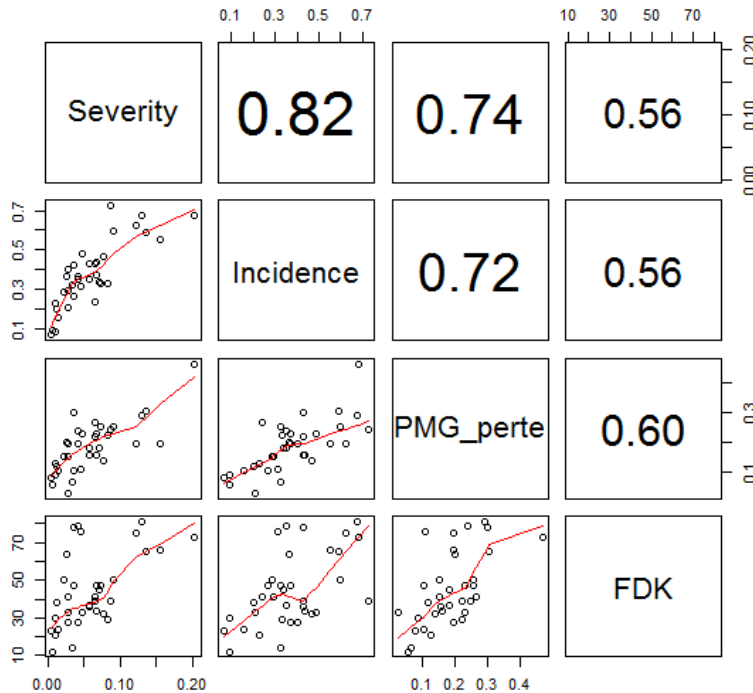 0.1 0.3 0.5 0.7 10 30 50 70
Severity 0.82 0.74 0.56
0.00 0.10 0.20
0.1 0.3 0.5 0.7
Incidence 0.72 0.56
PMG_perte 0.60
0.1 0.3
10 30 50 70
FDK
0.00 0.10 0.20 0.1 0.2 0.3 0.4